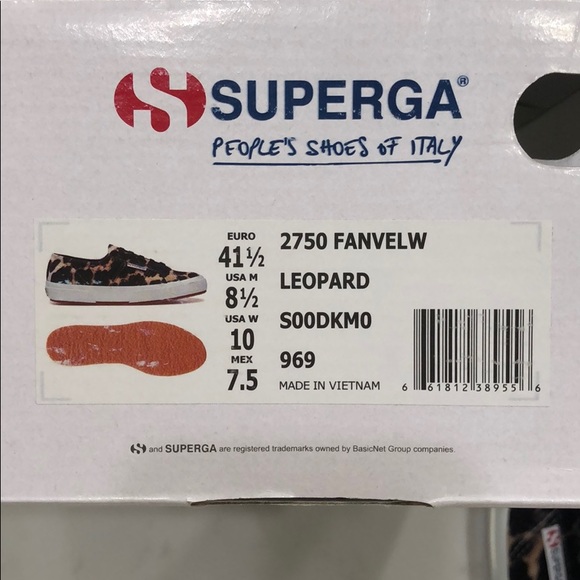 SUPERGA®
PEOPLE'S SHOES OF ITALY
EURO
41½
USA M
8½
USA W
10
MEX
7.5
2750 FANVELW
LEOPARD
S00DKM0
969
MADE IN VIETNAM
6 61812 38955 6
and SUPERGA are registered trademarks owned by BasicNet Group companies.
SUPERGA